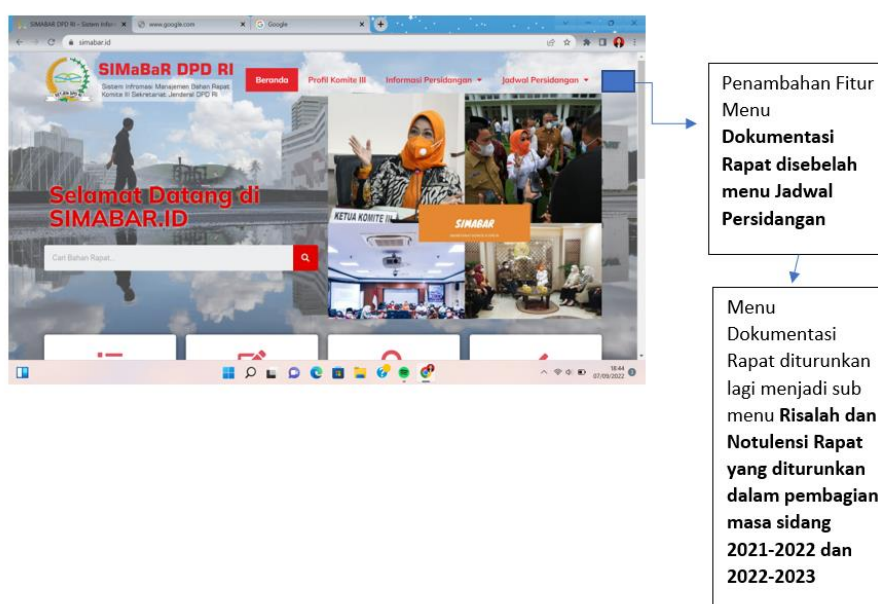 SIMABAR DPD RI – Sistem Inform
www.google.com
Google
simabar.id
SIMaBaR DPD RI
Sistem Infromasi Manajemen Bahan Rapat
Komite III Sekretariat Jenderal DPD RI
Beranda
Profil Komite III
Informasi Persidangan
Jadwal Persidangan
Selamat Datang di
SIMABAR.ID
Cari Bahan Rapat...
KETUA KOMITE III
SIMABAR
18:44
07/09/2022
Penambahan Fitur
Menu
Dokumentasi
Rapat disebelah
menu Jadwal
Persidangan
Menu
Dokumentasi
Rapat diturunkan
lagi menjadi sub
menu Risalah dan
Notulensi Rapat
yang diturunkan
dalam pembagian
masa sidang
2021-2022 dan
2022-2023